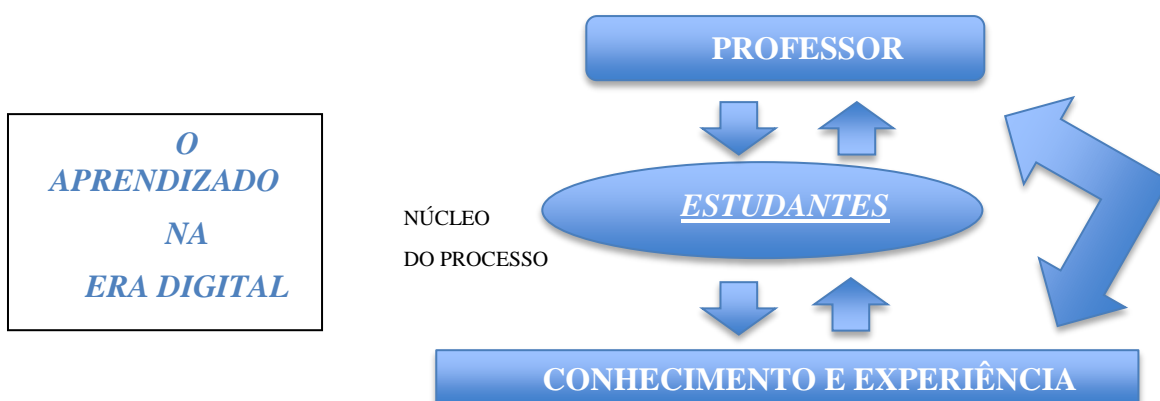 PROFESSOR
O
APRENDIZADO
NA
ERA DIGITAL
NÚCLEO
DO PROCESSO
ESTUDANTES
CONHECIMENTO E EXPERIÊNCIA